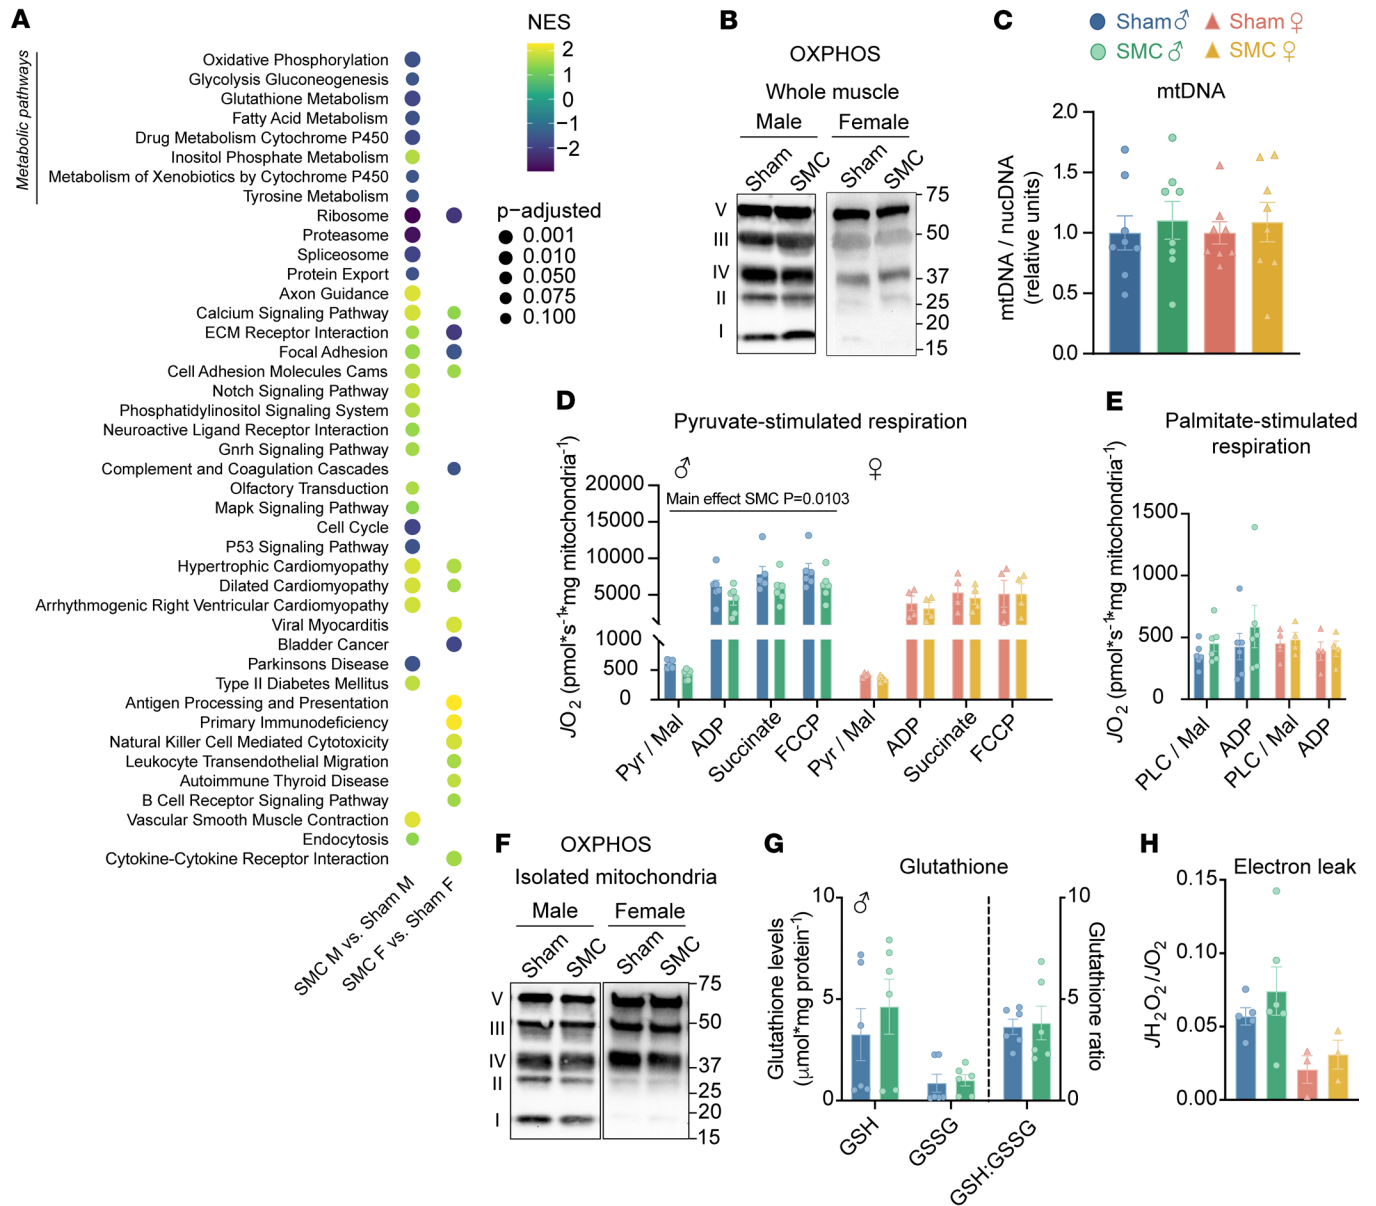 A
Metabolic pathways
Oxidative Phosphorylation
Glycolysis Gluconeogenesis
Glutathione Metabolism
Fatty Acid Metabolism
Drug Metabolism Cytochrome P450
Inositol Phosphate Metabolism
Metabolism of Xenobiotics by Cytochrome P450
Tyrosine Metabolism
Ribosome
Proteasome
Spliceosome
Protein Export
Axon Guidance
Calcium Signaling Pathway
ECM Receptor Interaction
Focal Adhesion
Cell Adhesion Molecules Cams
Notch Signaling Pathway
Phosphatidylinositol Signaling System
Neuroactive Ligand Receptor Interaction
Gnrh Signaling Pathway
Complement and Coagulation Cascades
Olfactory Transduction
Mapk Signaling Pathway
Cell Cycle
P53 Signaling Pathway
Hypertrophic Cardiomyopathy
Dilated Cardiomyopathy
Arrhythmogenic Right Ventricular Cardiomyopathy
Viral Myocarditis
Bladder Cancer
Parkinsons Disease
Type II Diabetes Mellitus
Antigen Processing and Presentation
Primary Immunodeficiency
Natural Killer Cell Mediated Cytotoxicity
Leukocyte Transendothelial Migration
Autoimmune Thyroid Disease
B Cell Receptor Signaling Pathway
Vascular Smooth Muscle Contraction
Endocytosis
Cytokine-Cytokine Receptor Interaction
SMC M vs. Sham M
SMC F vs. Sham F
NES
2
1
0
−1
−2
p−adjusted
0.001
0.010
0.050
0.075
0.100
B
OXPHOS
Whole muscle
Male Female
Sham SMC Sham SMC
V
III
IV
II
I
75
50
37
25
20
15
C
Sham ♂ Sham ♀
SMC ♂ SMC ♀
mtDNA
mtDNA / nucDNA
(relative units)
2.0
1.5
1.0
0.5
0.0
D
Pyruvate-stimulated respiration
♂ ♀
Main effect SMC P=0.0103
JO2 (pmol*s-1*mg mitochondria-1)
20000
15000
10000
5000
1000
500
0
Pyr / Mal ADP Succinate FCCP Pyr / Mal ADP Succinate FCCP
E
Palmitate-stimulated
respiration
JO2 (pmol*s-1*mg mitochondria-1)
1500
1000
500
0
PLC / Mal ADP PLC / Mal ADP
F
OXPHOS
Isolated mitochondria
Male Female
Sham SMC Sham SMC
V
III
IV
II
I
75
50
37
25
20
15
G
Glutathione
♂
Glutathione levels
(µmol*mg protein-1)
10
5
0
10
5
0
Glutathione ratio
GSH GSSG GSH:GSSG
H
Electron leak
JH2O2/JO2
0.15
0.10
0.05
0.00